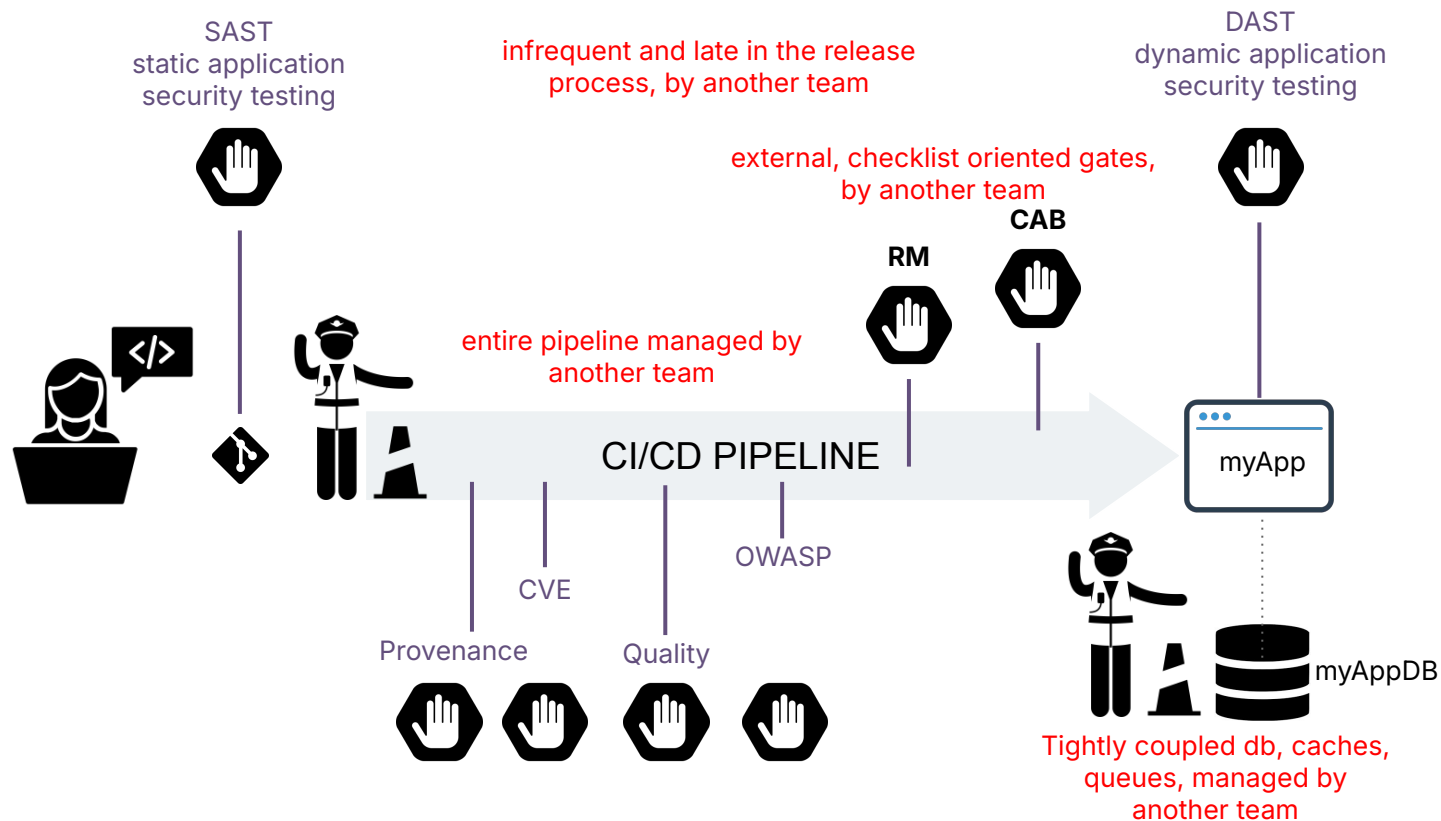 SAST
static application
security testing
infrequent and late in the release
process, by another team
DAST
dynamic application
security testing
external, checklist oriented gates,
by another team
CAB
RM
</>
entire pipeline managed by
another team
CI/CD PIPELINE
myApp
OWASP
CVE
Provenance
Quality
myAppDB
Tightly coupled db, caches,
queues, managed by
another team